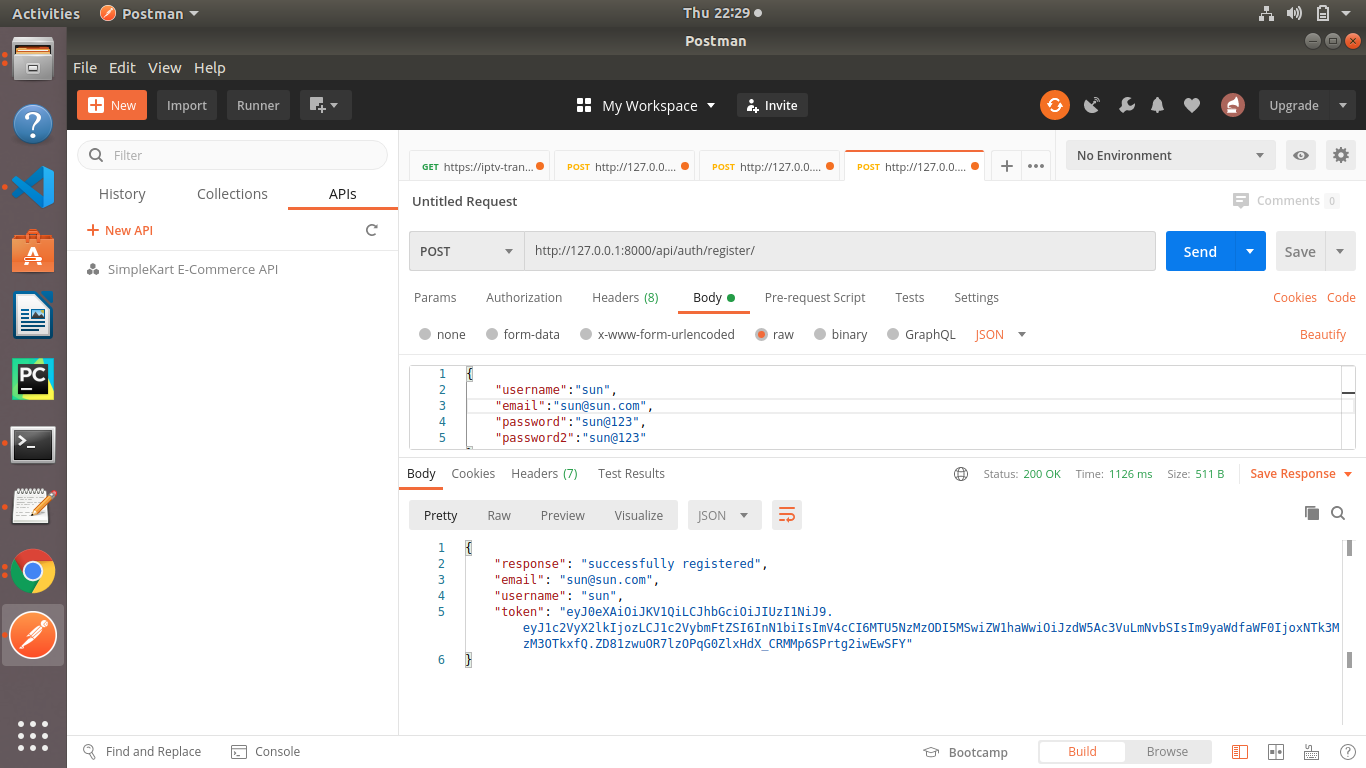 Activities Postman Thu 22:29
Postman
File Edit View Help
New Import Runner My Workspace Invite Upgrade
Filter
History Collections APIs
New API
SimpleKart E-Commerce API
GET https://iptv-tran... POST http://127.0.0.... POST http://127.0.0.... POST http://127.0.0.... No Environment
Untitled Request Comments 0
POST http://127.0.0.1:8000/api/auth/register/ Send Save
Params Authorization Headers (8) Body Pre-request Script Tests Settings Cookies Code
none form-data x-www-form-urlencoded raw binary GraphQL JSON Beautify
1 {
2 "username":"sun",
3 "email":"sun@sun.com",
4 "password":"sun@123",
5 "password2":"sun@123"
Body Cookies Headers (7) Test Results Status: 200 OK Time: 1126 ms Size: 511 B Save Response
Pretty Raw Preview Visualize JSON
1 {
2 "response": "successfully registered",
3 "email": "sun@sun.com",
4 "username": "sun",
5 "token": "eyJ0eXAiOiJKV1QiLCJhbGciOiJIUzI1NiJ9.
eyJ1c2VyX2lkIjozLCJ1c2VybmFtZSI6InN1biIsImV4cCI6MTU5NzMzODI5MSwiZW1haWwiOiJzdW5Ac3VuLmNvbSIsIm9yaWdfaWF0IjoxNTk3M
zM3OTkxfQ.ZD81zwuOR7lzOPqG0ZlxHdX_CRMMp6SPrtg2iwEwSFY"
6 }
Find and Replace Console Bootcamp Build Browse